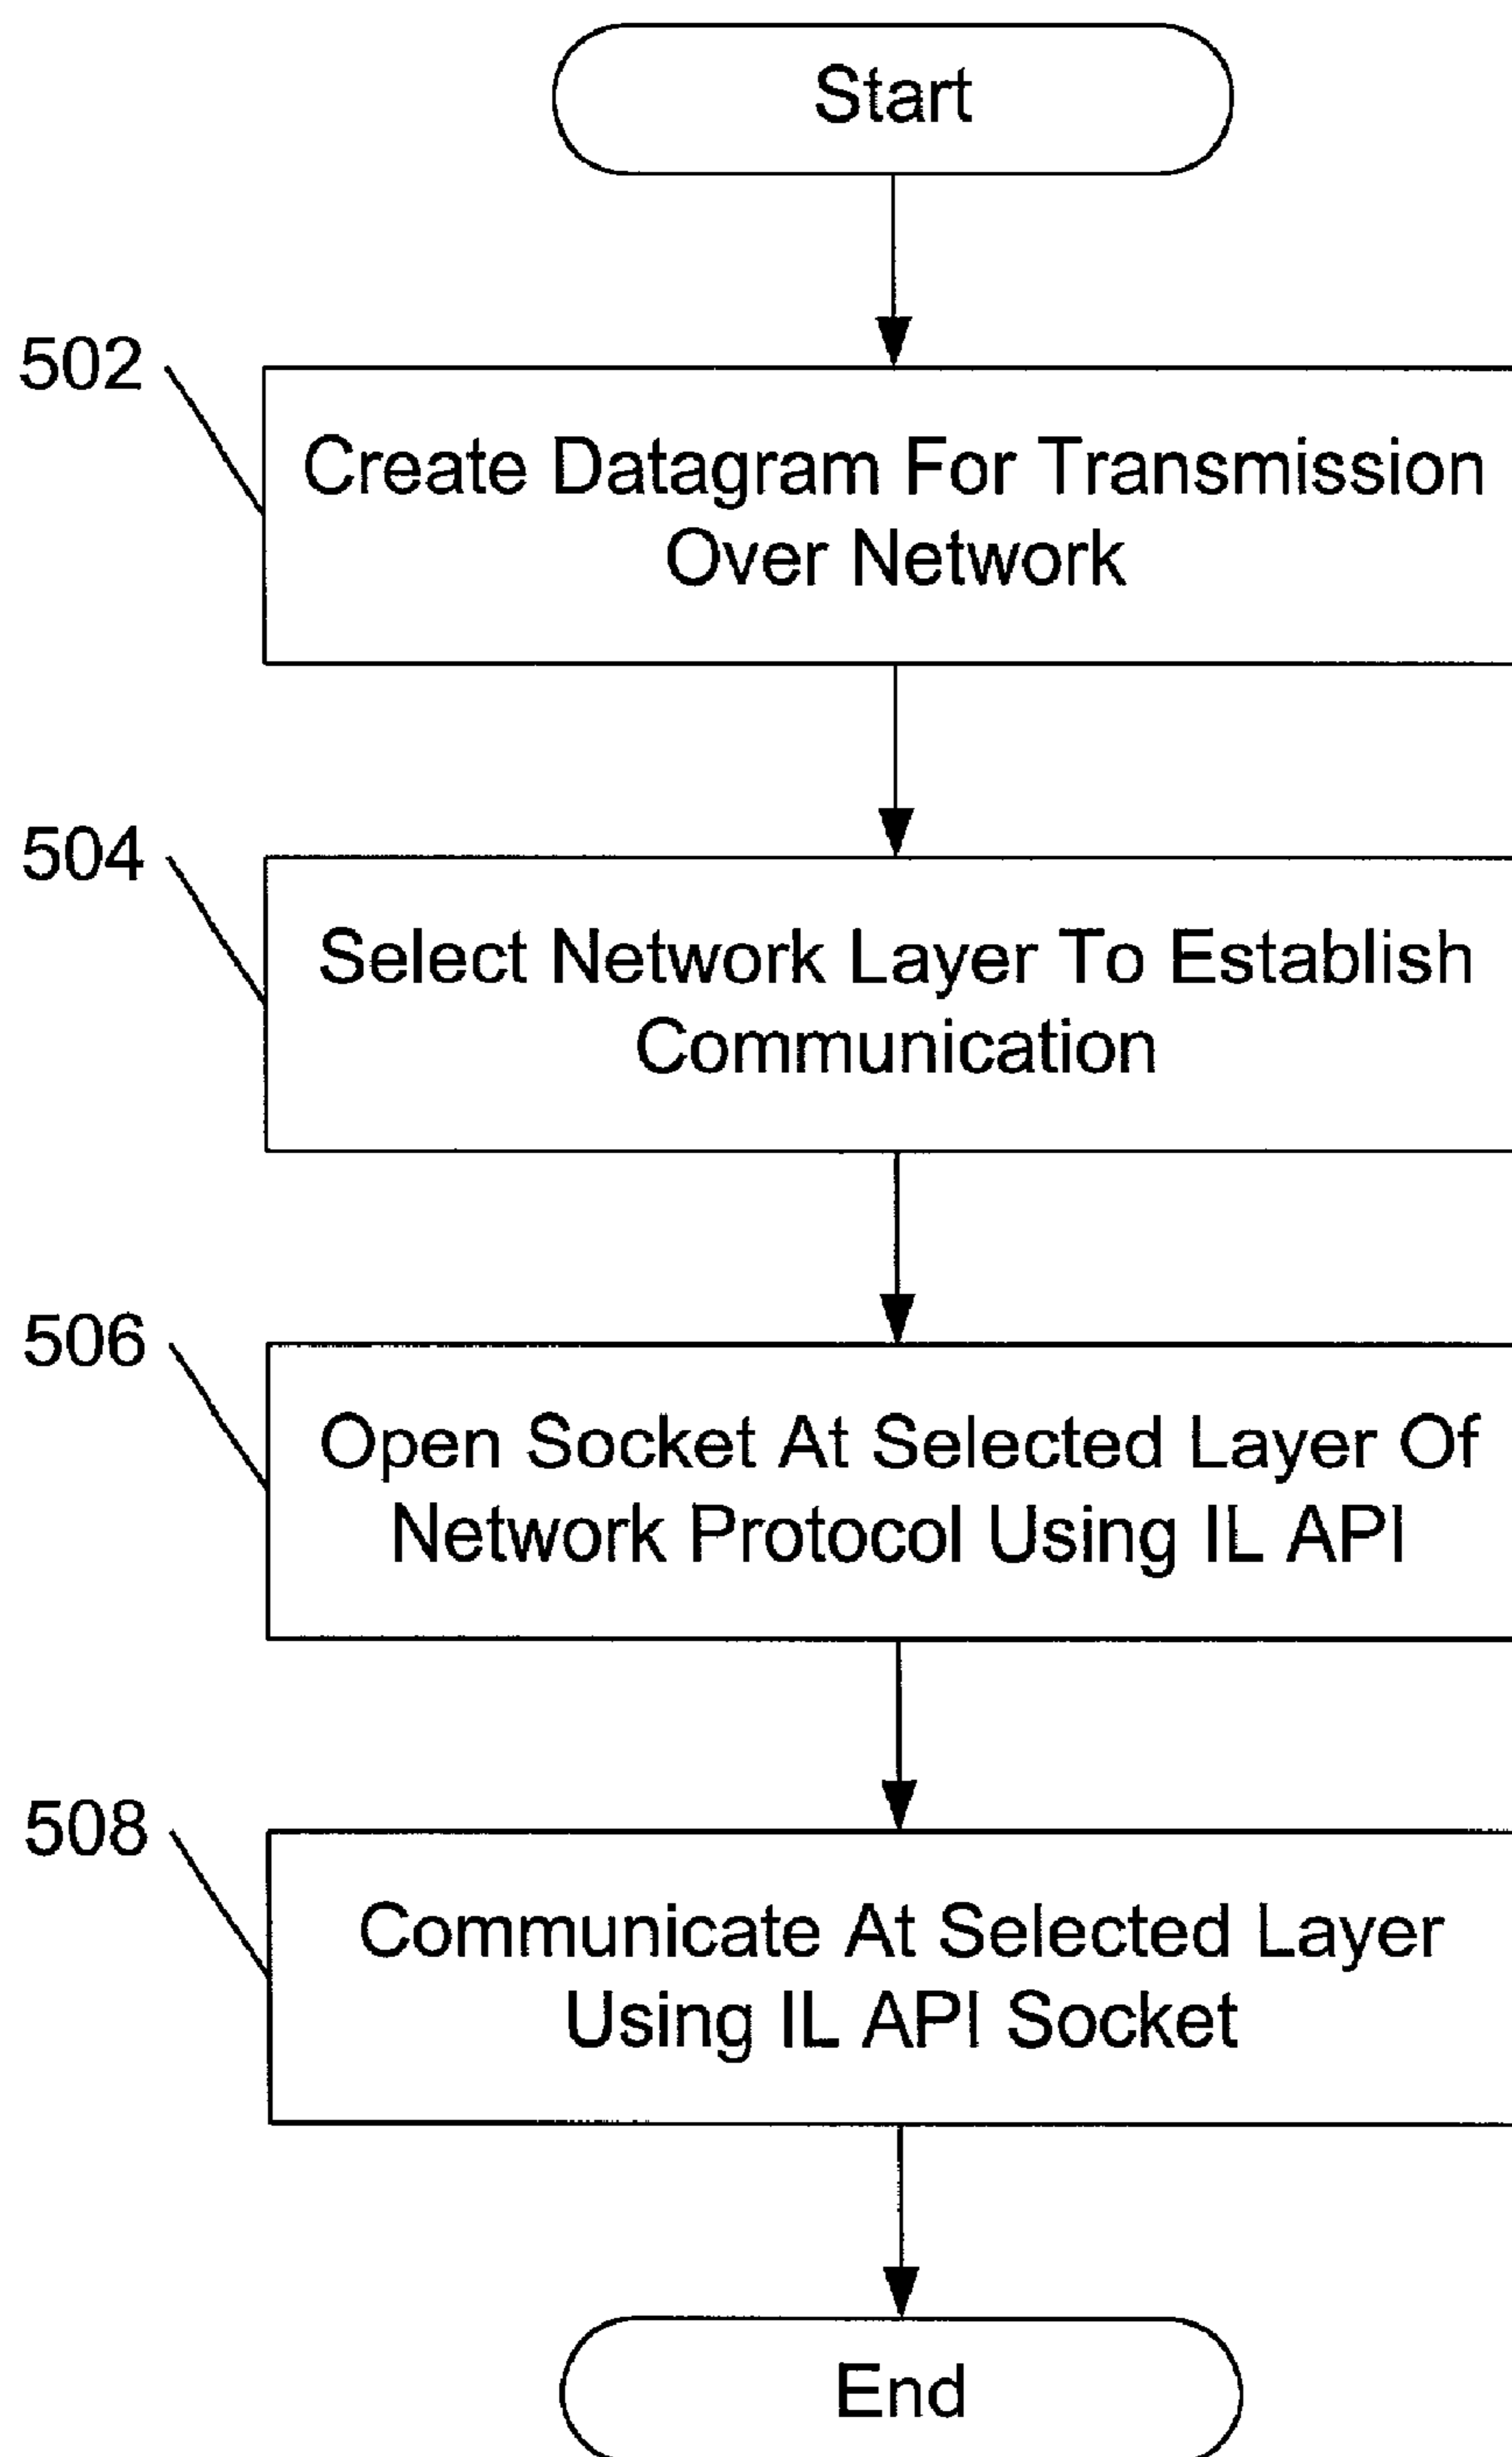 Start
502
Create Datagram For Transmission
Over Network
504
Select Network Layer To Establish
Communication
506
Open Socket At Selected Layer Of
Network Protocol Using IL API
508
Communicate At Selected Layer
Using IL API Socket
End